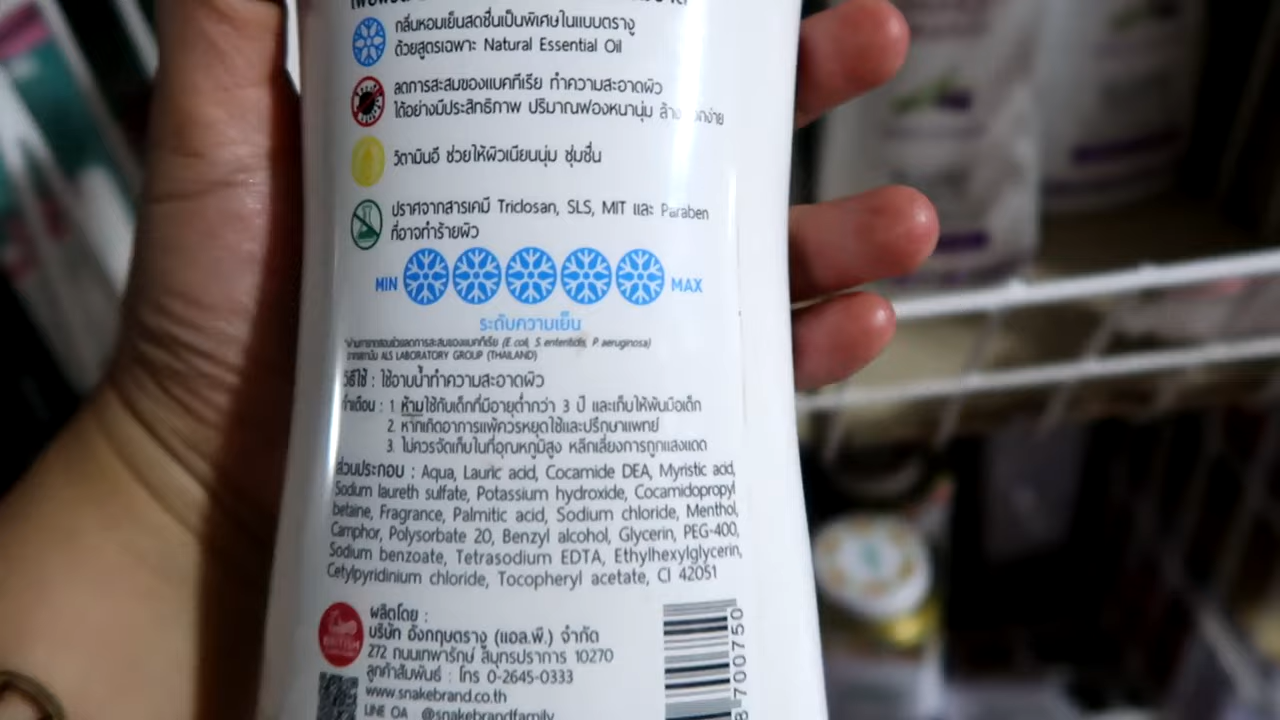 กลิ่นหอมเย็นสดชื่นเป็นพิเศษในแบบตรางู
ด้วยสูตรเฉพาะ Natural Essential Oil
ลดการสะสมของแบคทีเรีย ทำความสะอาดผิว
ได้อย่างมีประสิทธิภาพ ปริมาณฟองหนานุ่ม ล้าง
วิตามินอี ช่วยให้ผิวเนียนนุ่ม ชุ่มชื่น
ปราศจากสารเคมี Triclosan, SLS, MIT และ Paraben
ที่อาจทำร้ายผิว
MIN MAX
ระดับความเย็น
(E. coli, S. enteritidis, P. aeruginosa)
ALS LABORATORY GROUP (THAILAND)
วิธีใช้ : ใช้อาบน้ำทำความสะอาดผิว
คำเตือน : 1 ห้ามใช้กับเด็กที่มีอายุต่ำกว่า 3 ปี และเก็บให้พ้นมือเด็ก
2. หากเกิดอาการแพ้ควรหยุดใช้และปรึกษาแพทย์
3. ไม่ควรจัดเก็บในที่อุณหภูมิสูง หลีกเลี่ยงการถูกแสงแดด
ส่วนประกอบ : Aqua, Lauric acid, Cocamide DEA, Myristic acid,
Sodium laureth sulfate, Potassium hydroxide, Cocamidopropyl
betaine, Fragrance, Palmitic acid, Sodium chloride, Menthol,
Camphor, Polysorbate 20, Benzyl alcohol, Glycerin, PEG-400,
Sodium benzoate, Tetrasodium EDTA, Ethylhexylglycerin,
Cetylpyridinium chloride, Tocopheryl acetate, CI 42051
ผลิตโดย :
บริษัท อังกฤษตรางู (แอล.พี.) จำกัด
272 ถนนเทพารักษ์ สมุทรปราการ 10270
ลูกค้าสัมพันธ์ : โทร 0-2645-0333
www.snakebrand.co.th
LINE OA @snakebrandfamily
8 700750